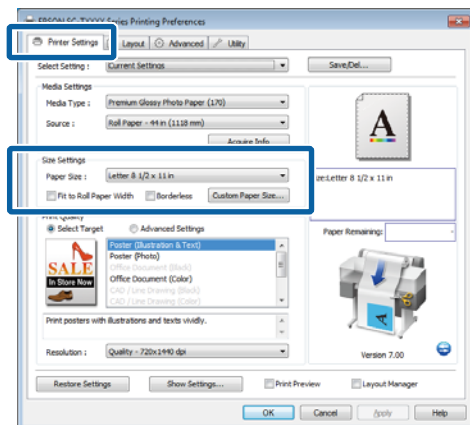 EPSON SC-TXXXX Series Printing Preferences
Printer Settings Layout Advanced Utility
Select Setting : Current Settings Save/Del...
Media Settings
Media Type : Premium Glossy Photo Paper (170)
Source : Roll Paper - 44 in (1118 mm)
Acquire Info
A
Size Settings
Paper Size : Letter 8 1/2 x 11 in
Size:Letter 8 1/2 x 11 in
Fit to Roll Paper Width Borderless Custom Paper Size...
Print Quality
Select Target Advanced Settings
Paper Remaining: -
SALE
In Store Now
Poster (Illustration & Text)
Poster (Photo)
Office Document (Black)
Office Document (Color)
CAD / Line Drawing (Black)
CAD / Line Drawing (Color)
Print posters with illustrations and texts vividly.
Resolution : Quality - 720x1440 dpi
Version 7.00
Restore Settings Show Settings... Print Preview Layout Manager
OK Cancel Apply Help